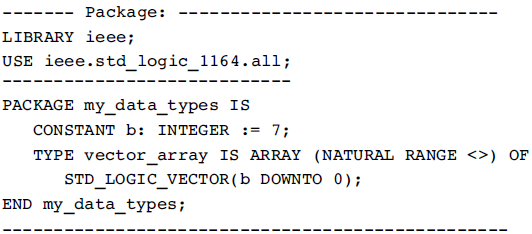 ------- Package: -------------------------------
LIBRARY ieee;
USE ieee.std_logic_1164.all;
----------------------------
PACKAGE my_data_types IS
   CONSTANT b: INTEGER := 7;
   TYPE vector_array IS ARRAY (NATURAL RANGE <>) OF
      STD_LOGIC_VECTOR(b DOWNTO 0);
END my_data_types;
-------------------------------------------------